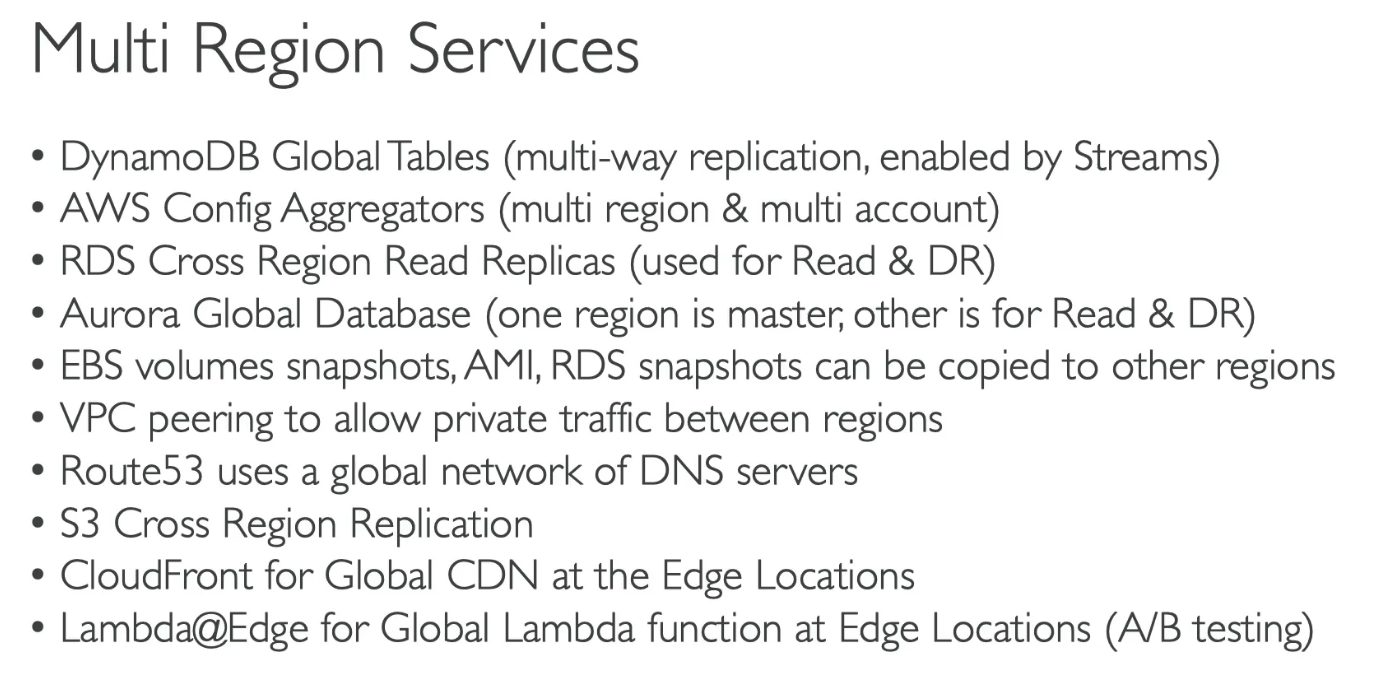 Multi Region Services
• DynamoDB Global Tables (multi-way replication, enabled by Streams)
• AWS Config Aggregators (multi region & multi account)
• RDS Cross Region Read Replicas (used for Read & DR)
• Aurora Global Database (one region is master, other is for Read & DR)
• EBS volumes snapshots, AMI, RDS snapshots can be copied to other regions
• VPC peering to allow private traffic between regions
• Route53 uses a global network of DNS servers
• S3 Cross Region Replication
• CloudFront for Global CDN at the Edge Locations
• Lambda@Edge for Global Lambda function at Edge Locations (A/B testing)